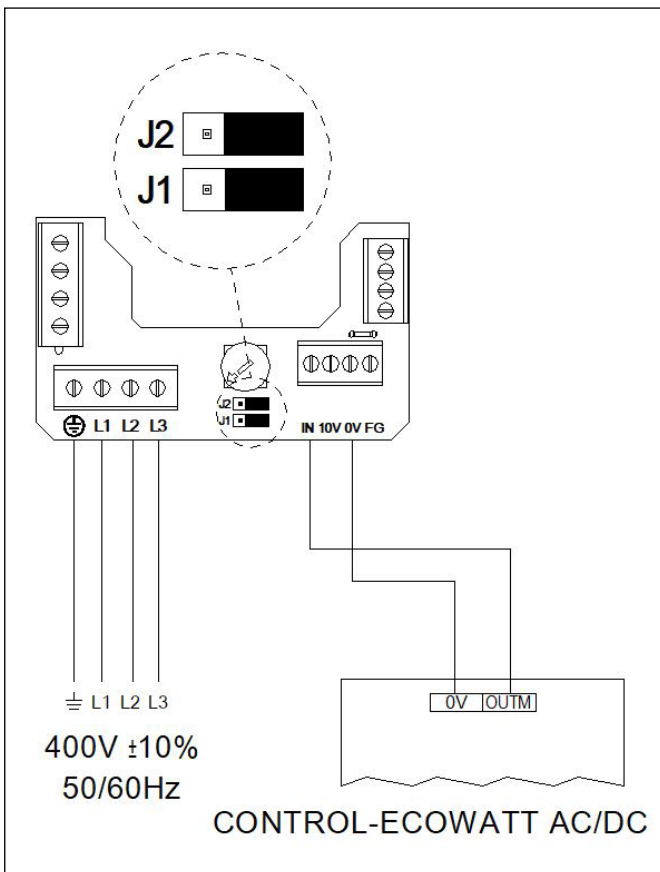 J2
J1
J2
J1
L1 L2 L3
IN 10V 0V FG
L1 L2 L3
400V ±10%
50/60Hz
0V OUTM
CONTROL-ECOWATT AC/DC